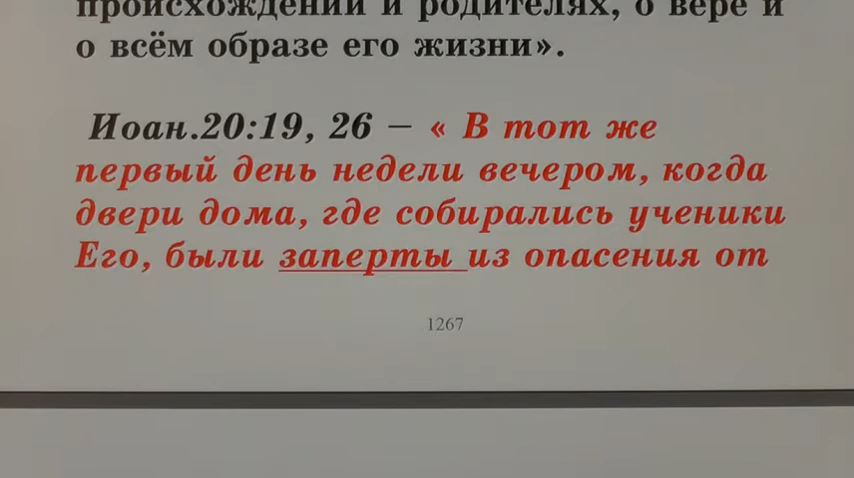 происхождении и родителях, о вере и
о всём образе его жизни».
Иоан.20:19, 26 – « В тот же
первый день недели вечером, когда
двери дома, где собирались ученики
Его, были заперты из опасения от
1267